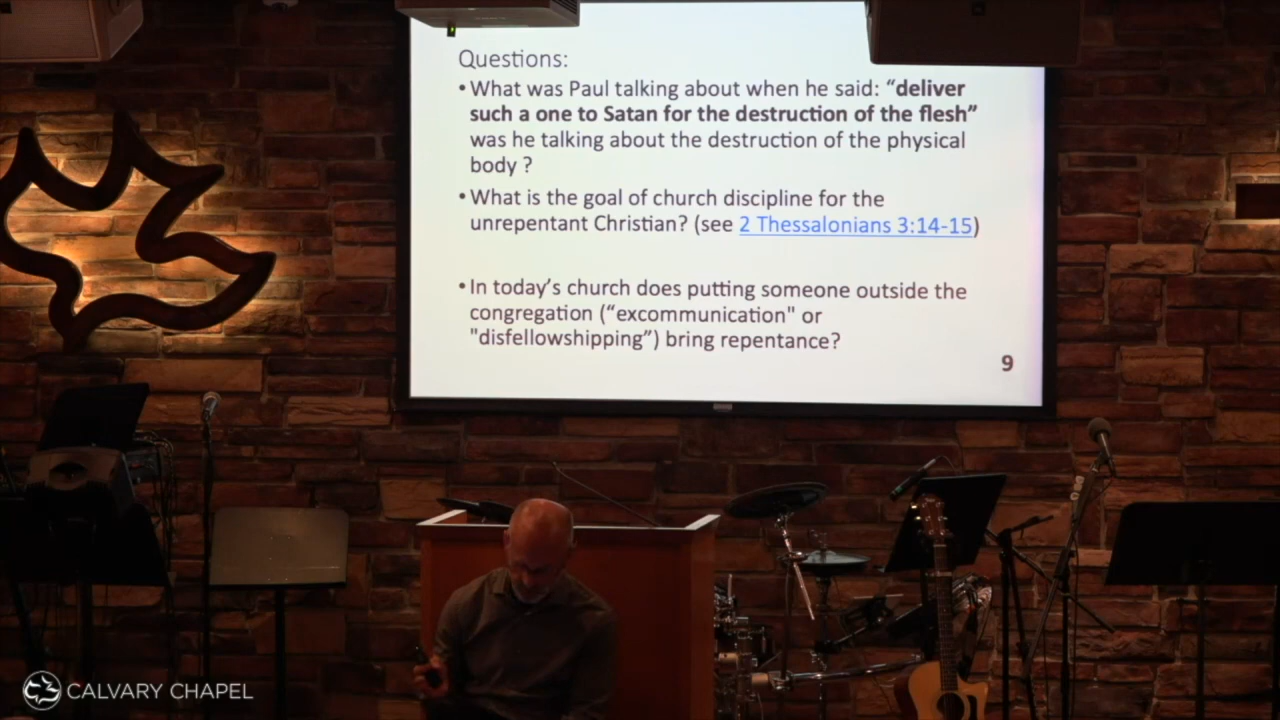 Questions:
• What was Paul talking about when he said: “deliver
such a one to Satan for the destruction of the flesh”
was he talking about the destruction of the physical
body ?
• What is the goal of church discipline for the
unrepentant Christian? (see 2 Thessalonians 3:14-15)
• In today’s church does putting someone outside the
congregation (“excommunication" or
"disfellowshipping”) bring repentance?
9
CALVARY CHAPEL